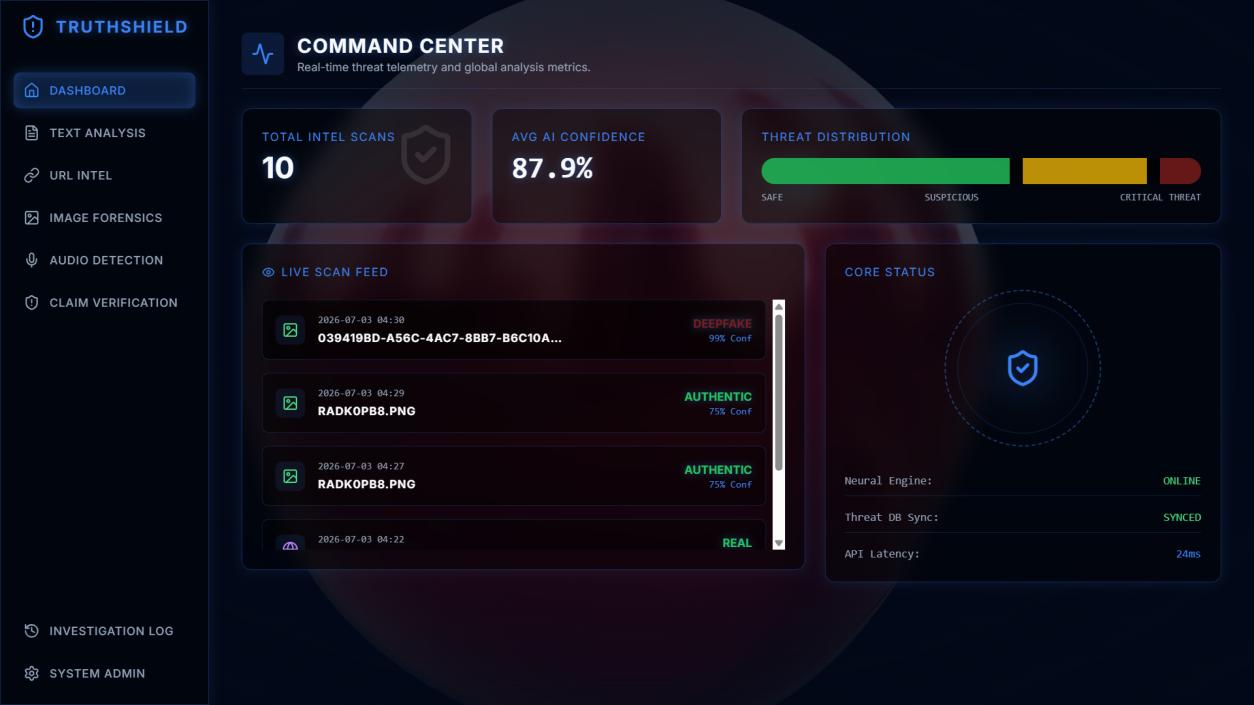 TRUTHSHIELD
DASHBOARD
TEXT ANALYSIS
URL INTEL
IMAGE FORENSICS
AUDIO DETECTION
CLAIM VERIFICATION
INVESTIGATION LOG
SYSTEM ADMIN
COMMAND CENTER
Real-time threat telemetry and global analysis metrics.
TOTAL INTEL SCANS
10
AVG AI CONFIDENCE
87.9%
THREAT DISTRIBUTION
SAFE SUSPICIOUS CRITICAL THREAT
LIVE SCAN FEED
2026-07-03 04:30
039419BD-A56C-4AC7-8BB7-B6C10A...
DEEPFAKE
99% Conf
2026-07-03 04:29
RADK0PB8.PNG
AUTHENTIC
75% Conf
2026-07-03 04:27
RADK0PB8.PNG
AUTHENTIC
75% Conf
2026-07-03 04:22
REAL
CORE STATUS
Neural Engine: ONLINE
Threat DB Sync: SYNCED
API Latency: 24ms